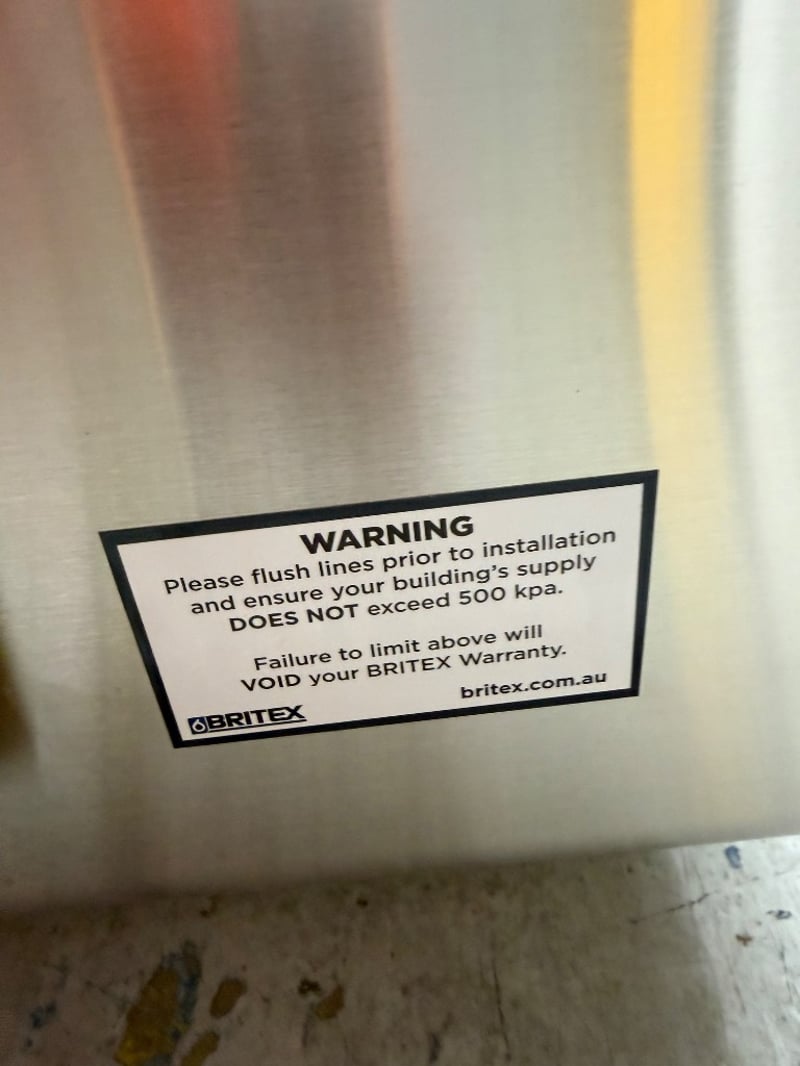 WARNING
Please flush lines prior to installation
and ensure your building's supply
DOES NOT exceed 500 kpa.
Failure to limit above will
VOID your BRITEX Warranty.
BRITEX
britex.com.au